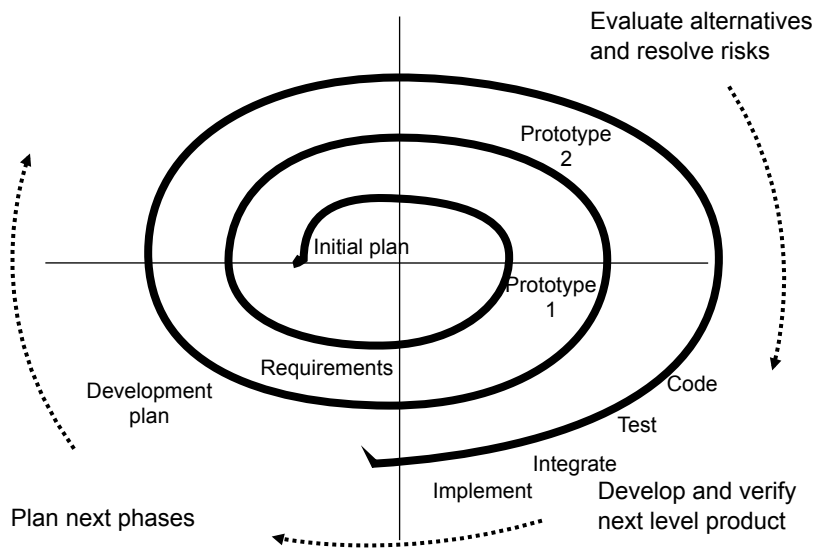 Evaluate alternatives
and resolve risks
Prototype
2
Initial plan
Prototype
1
Requirements
Development
plan
Code
Test
Integrate
Implement
Develop and verify
next level product
Plan next phases